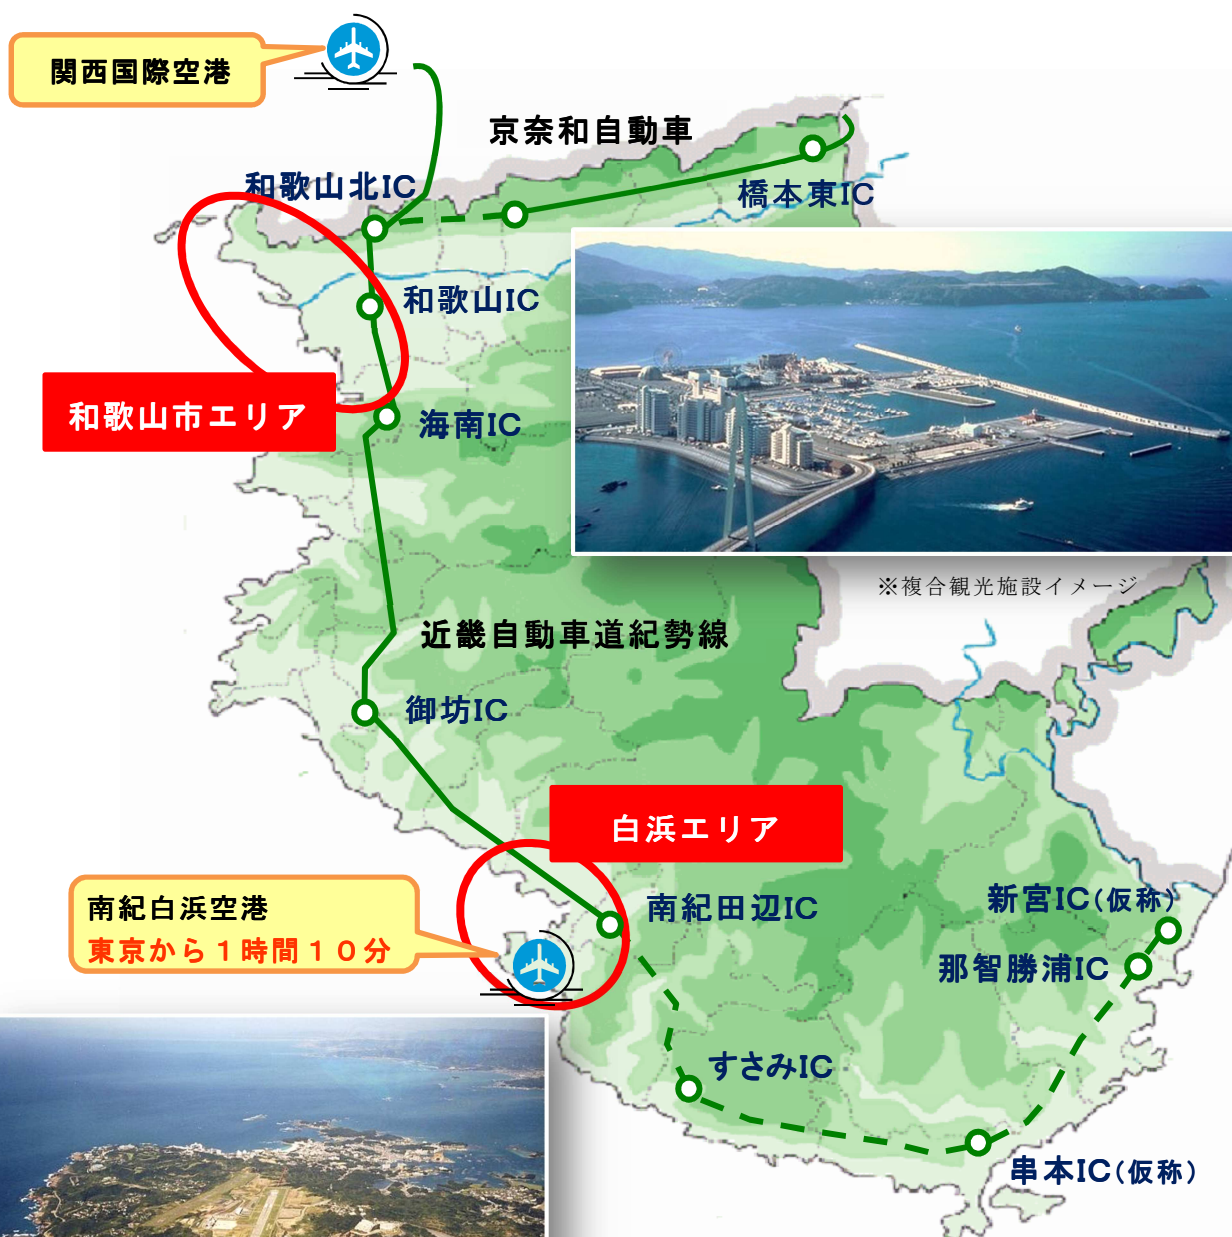 関西国際空港
京奈和自動車
和歌山北IC
橋本東IC
和歌山IC
和歌山市エリア
海南IC
※複合観光施設イメージ
近畿自動車道紀勢線
御坊IC
白浜エリア
南紀白浜空港
東京から１時間１０分
南紀田辺IC
新宮IC(仮称)
那智勝浦IC
すさみIC
串本IC(仮称)